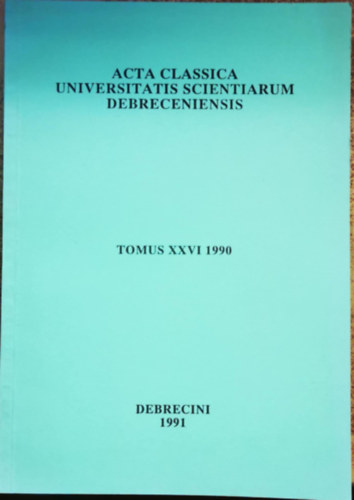 ACTA CLASSICA
UNIVERSITATIS SCIENTIARUM
DEBRECENIENSIS
TOMUS XXVI 1990
DEBRECINI
1991